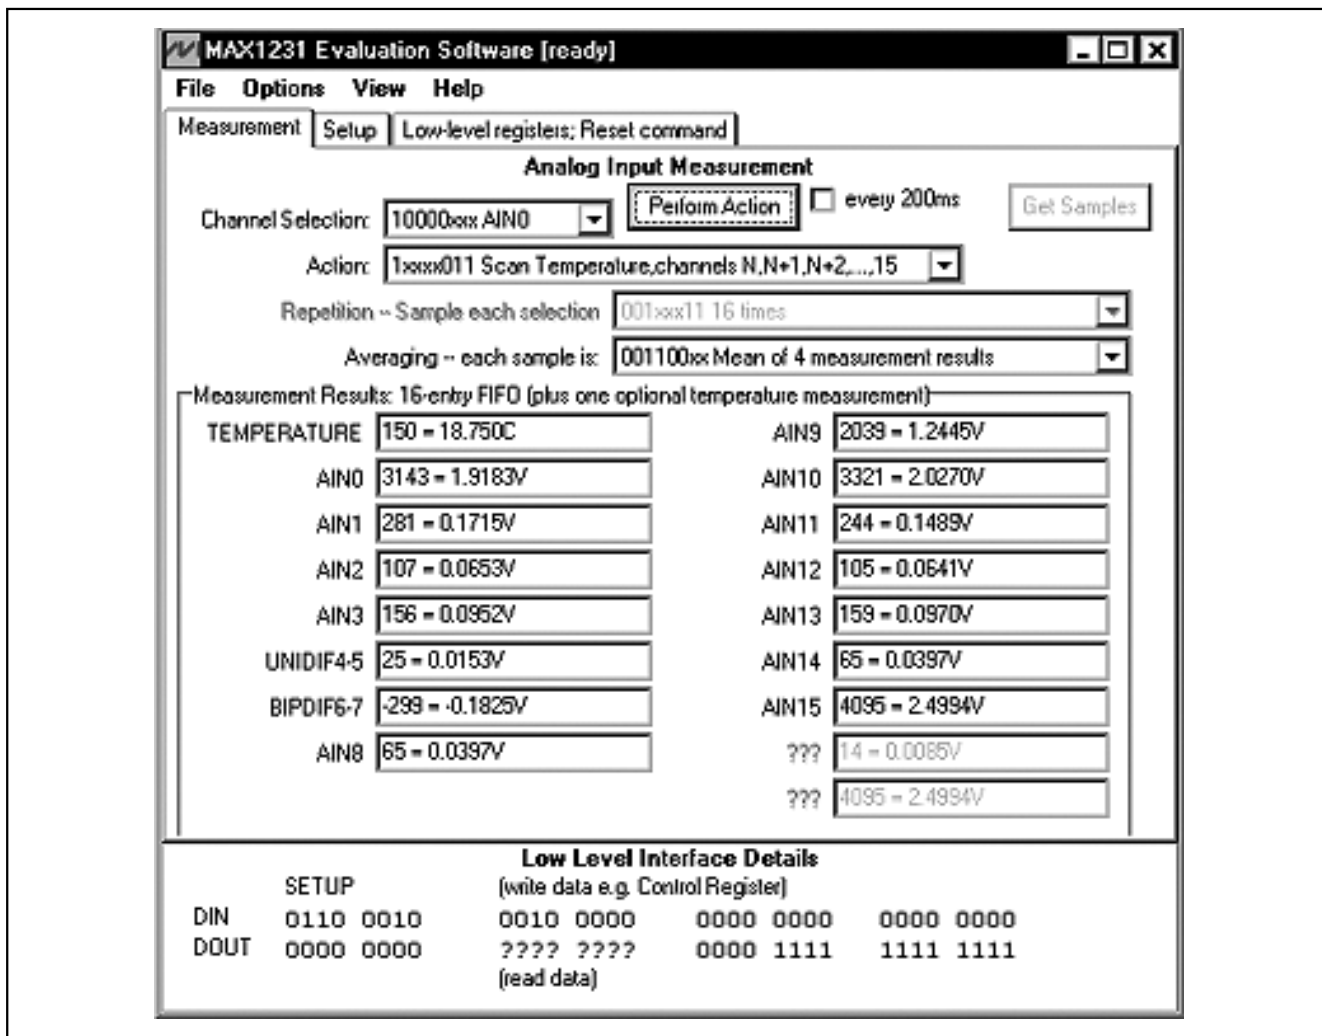 MAX1231 Evaluation Software [ready]
File Options View Help
Measurement Setup Low-level registers; Reset command
Analog Input Measurement
Channel Selection: 10000xxx AIN0 Perform Action every 200ms Get Samples
Action: 1xxxx011 Scan Temperature,channels N,N+1,N+2,...,15
Repetition -- Sample each selection 001xxx11 16 times
Averaging -- each sample is: 001100xx Mean of 4 measurement results
Measurement Results: 16-entry FIFO (plus one optional temperature measurement)
TEMPERATURE 150 = 18.750C AIN9 2039 = 1.2445V
AIN0 3143 = 1.9183V AIN10 3321 = 2.0270V
AIN1 281 = 0.1715V AIN11 244 = 0.1489V
AIN2 107 = 0.0653V AIN12 105 = 0.0641V
AIN3 156 = 0.0952V AIN13 159 = 0.0970V
UNIDIF4-5 25 = 0.0153V AIN14 65 = 0.0397V
BIPDIF6-7 -299 = -0.1825V AIN15 4095 = 2.4994V
AIN8 65 = 0.0397V ??? 14 = 0.0085V
??? 4095 = 2.4994V
Low Level Interface Details
SETUP (write data e.g. Control Register)
DIN 0110 0010 0010 0000 0000 0000 0000 0000
DOUT 0000 0000 ???? ???? 0000 1111 1111 1111
(read data)